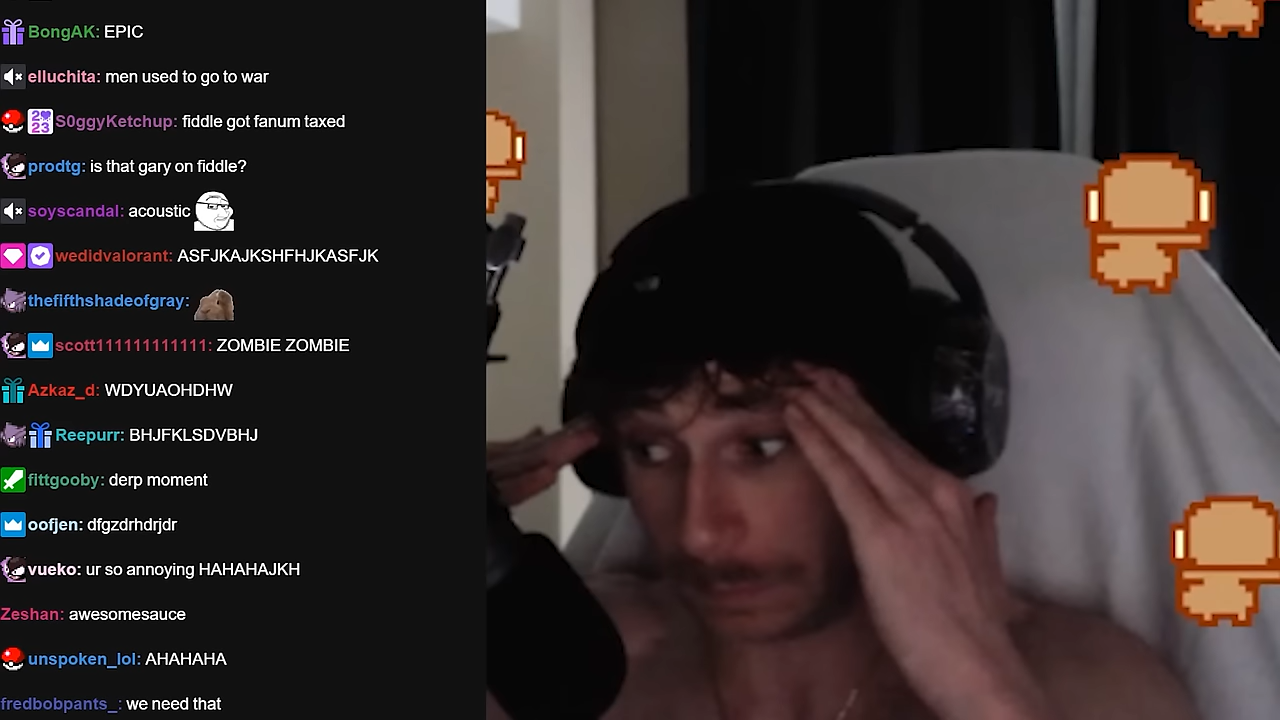 BongAK: EPIC
elluchita: men used to go to war
2023 S0ggyKetchup: fiddle got fanum taxed
prodtg: is that gary on fiddle?
soyscandal: acoustic
wedidvalorant: ASFJKAJKSHFHJKASFJK
thefifthshadeofgray:
scott111111111111: ZOMBIE ZOMBIE
Azkaz_d: WDYUAOHDHW
Reepurr: BHJFKLSDVBHJ
fittgooby: derp moment
oofjen: dfgzdrhdrjdr
vueko: ur so annoying HAHAHAJKH
Zeshan: awesomesauce
unspoken_lol: AHAHAHA
fredbobpants_: we need that